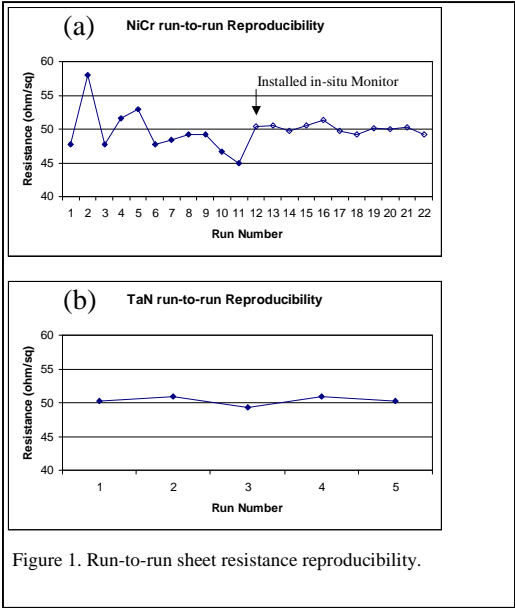 (a)
NiCr run-to-run Reproducibility
Resistance (ohm/sq)
60
55
50
45
40
Installed in-situ Monitor
1 2 3 4 5 6 7 8 9 10 11 12 13 14 15 16 17 18 19 20 21 22
Run Number
(b)
TaN run-to-run Reproducibility
Resistance (ohm/sq)
60
55
50
45
40
1 2 3 4 5
Run Number
Figure 1. Run-to-run sheet resistance reproducibility.